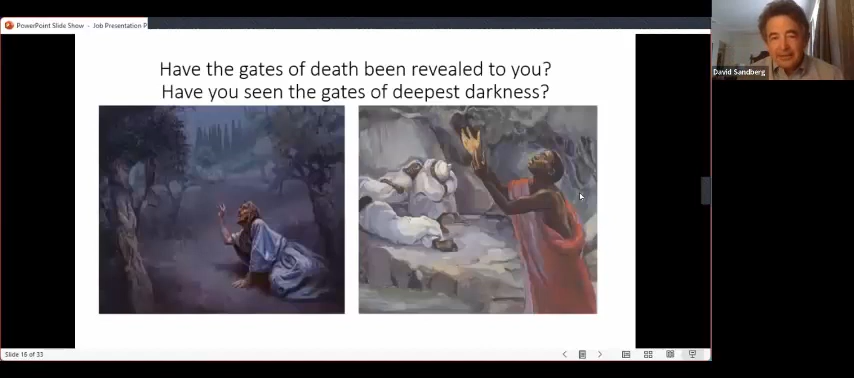 PowerPoint Slide Show - Job Presentation P
Have the gates of death been revealed to you?
Have you seen the gates of deepest darkness?
David Sandberg
Slide 16 of 33